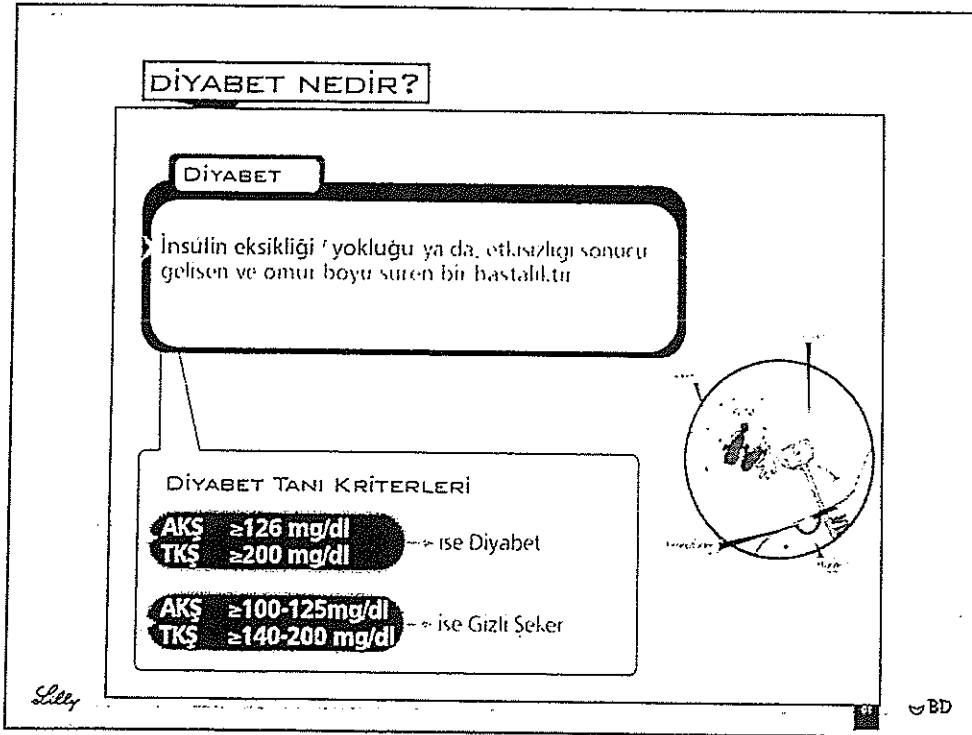 DİYABET NEDİR?
DİYABET
İnsülin eksikliği / yokluğu ya da, etkisizliği sonucu
gelişen ve ömür boyu süren bir hastalıktır
DİYABET TANI KRİTERLERİ
AKŞ ≥126 mg/dl
TKŞ ≥200 mg/dl
ise Diyabet
AKŞ ≥100-125mg/dl
TKŞ ≥140-200 mg/dl
ise Gizli Şeker
Lilly
BD